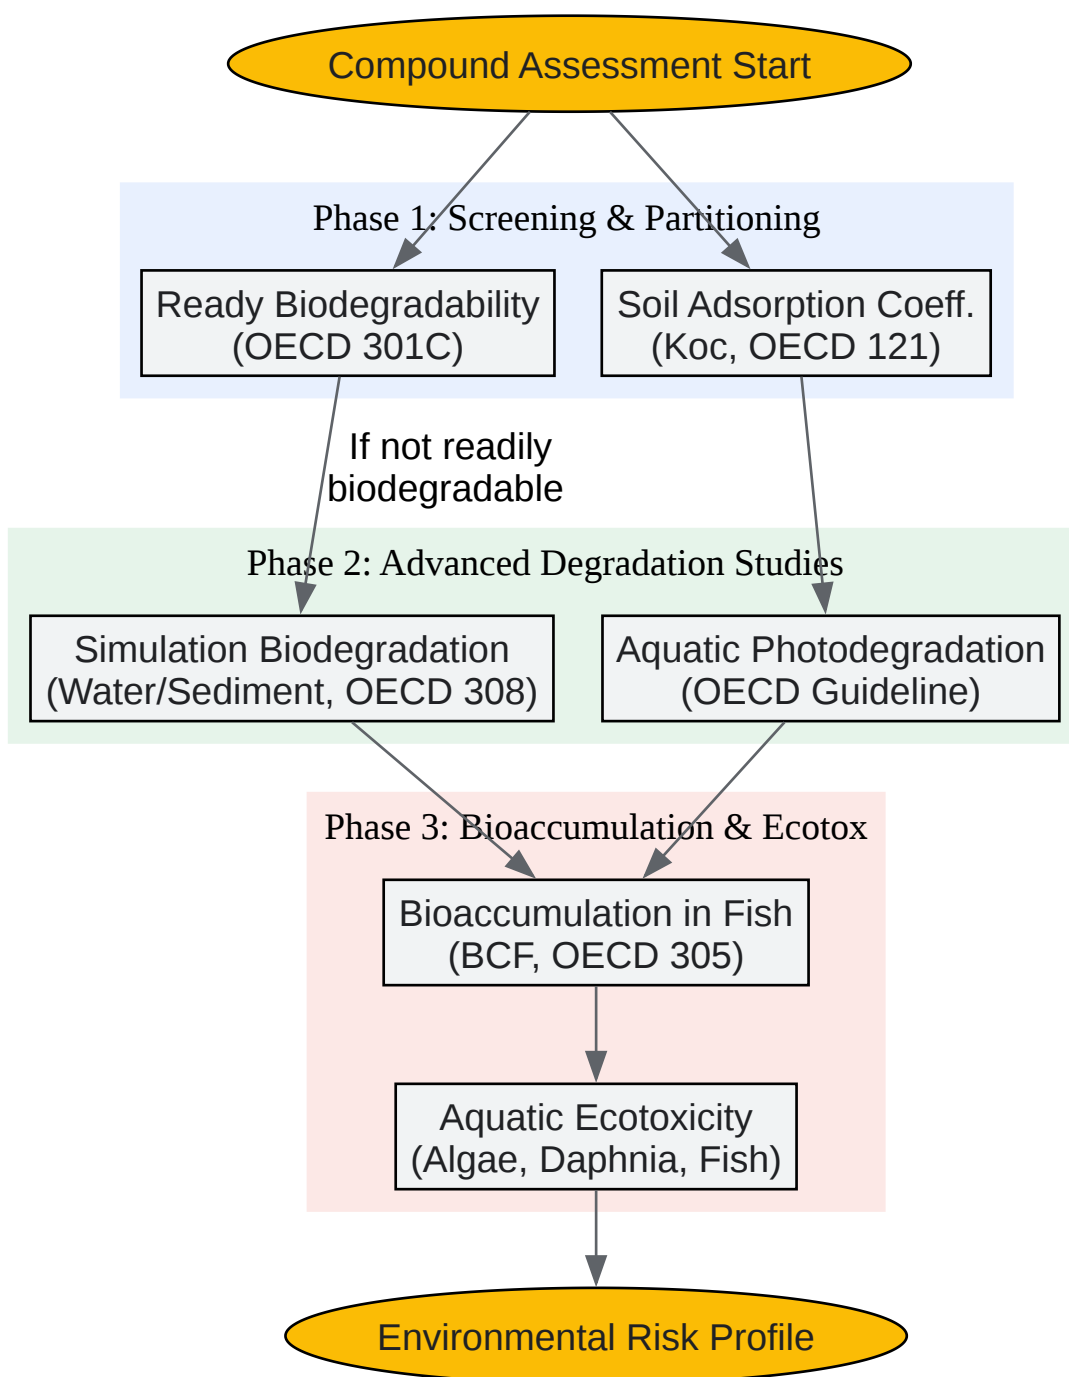 Compound Assessment Start
Phase 1: Screening & Partitioning
Ready Biodegradability
(OECD 301C)
Soil Adsorption Coeff.
(Koc, OECD 121)
If not readily
biodegradable
Phase 2: Advanced Degradation Studies
Simulation Biodegradation
(Water/Sediment, OECD 308)
Aquatic Photodegradation
(OECD Guideline)
Phase 3: Bioaccumulation & Ecotox
Bioaccumulation in Fish
(BCF, OECD 305)
Aquatic Ecotoxicity
(Algae, Daphnia, Fish)
Environmental Risk Profile